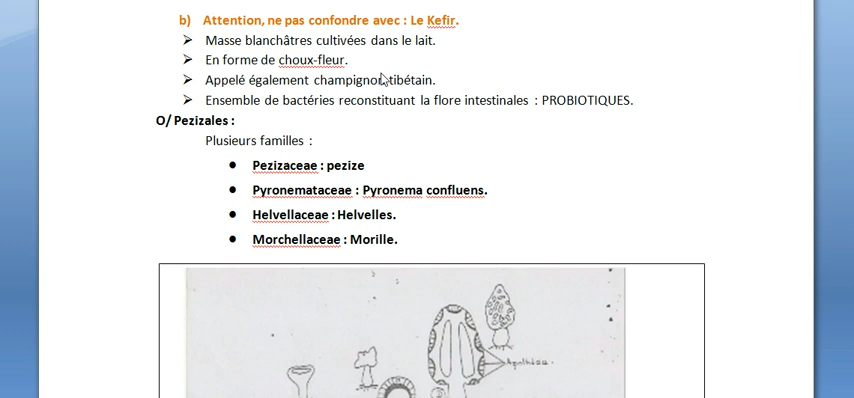 b) Attention, ne pas confondre avec : Le Kefir.
➢ Masse blanchâtres cultivées dans le lait.
➢ En forme de choux-fleur.
➢ Appelé également champignon tibétain.
➢ Ensemble de bactéries reconstituant la flore intestinales : PROBIOTIQUES.
O/ Pezizales :
Plusieurs familles :
● Pezizaceae : pezize
● Pyronemataceae : Pyronema confluens.
● Helvellaceae : Helvelles.
● Morchellaceae : Morille.